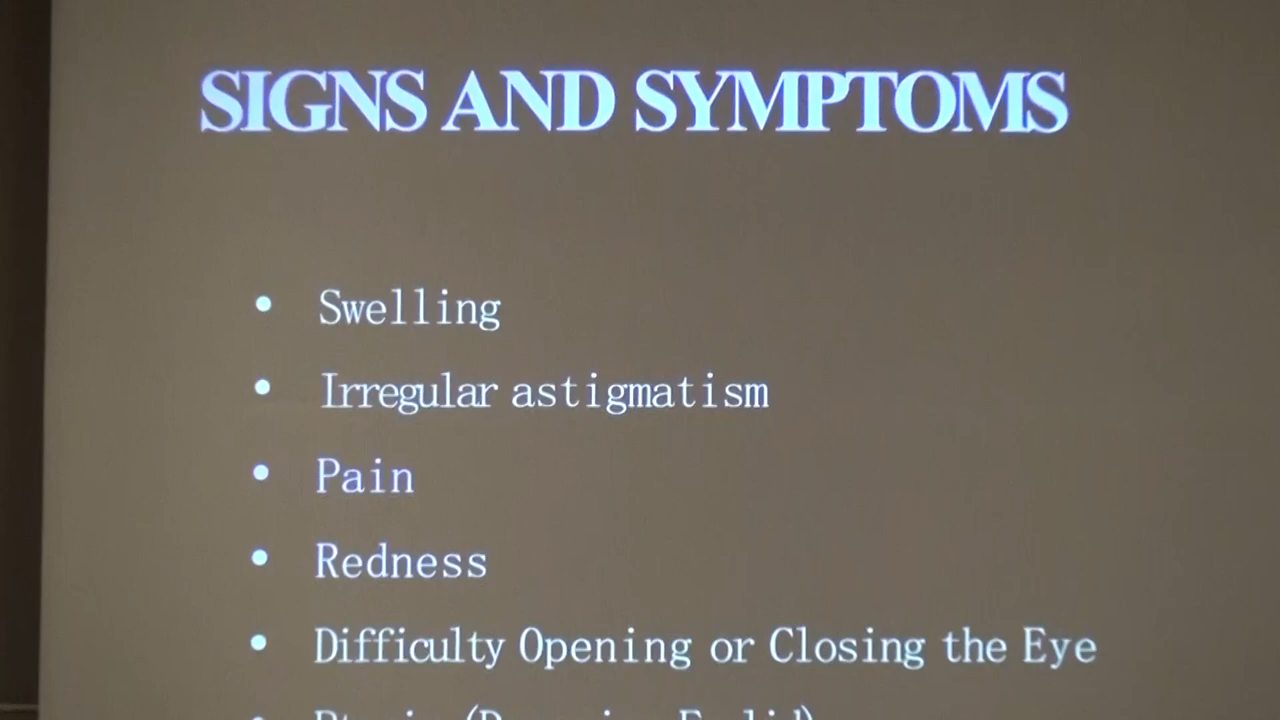 SIGNS AND SYMPTOMS
• Swelling
• Irregular astigmatism
• Pain
• Redness
• Difficulty Opening or Closing the Eye